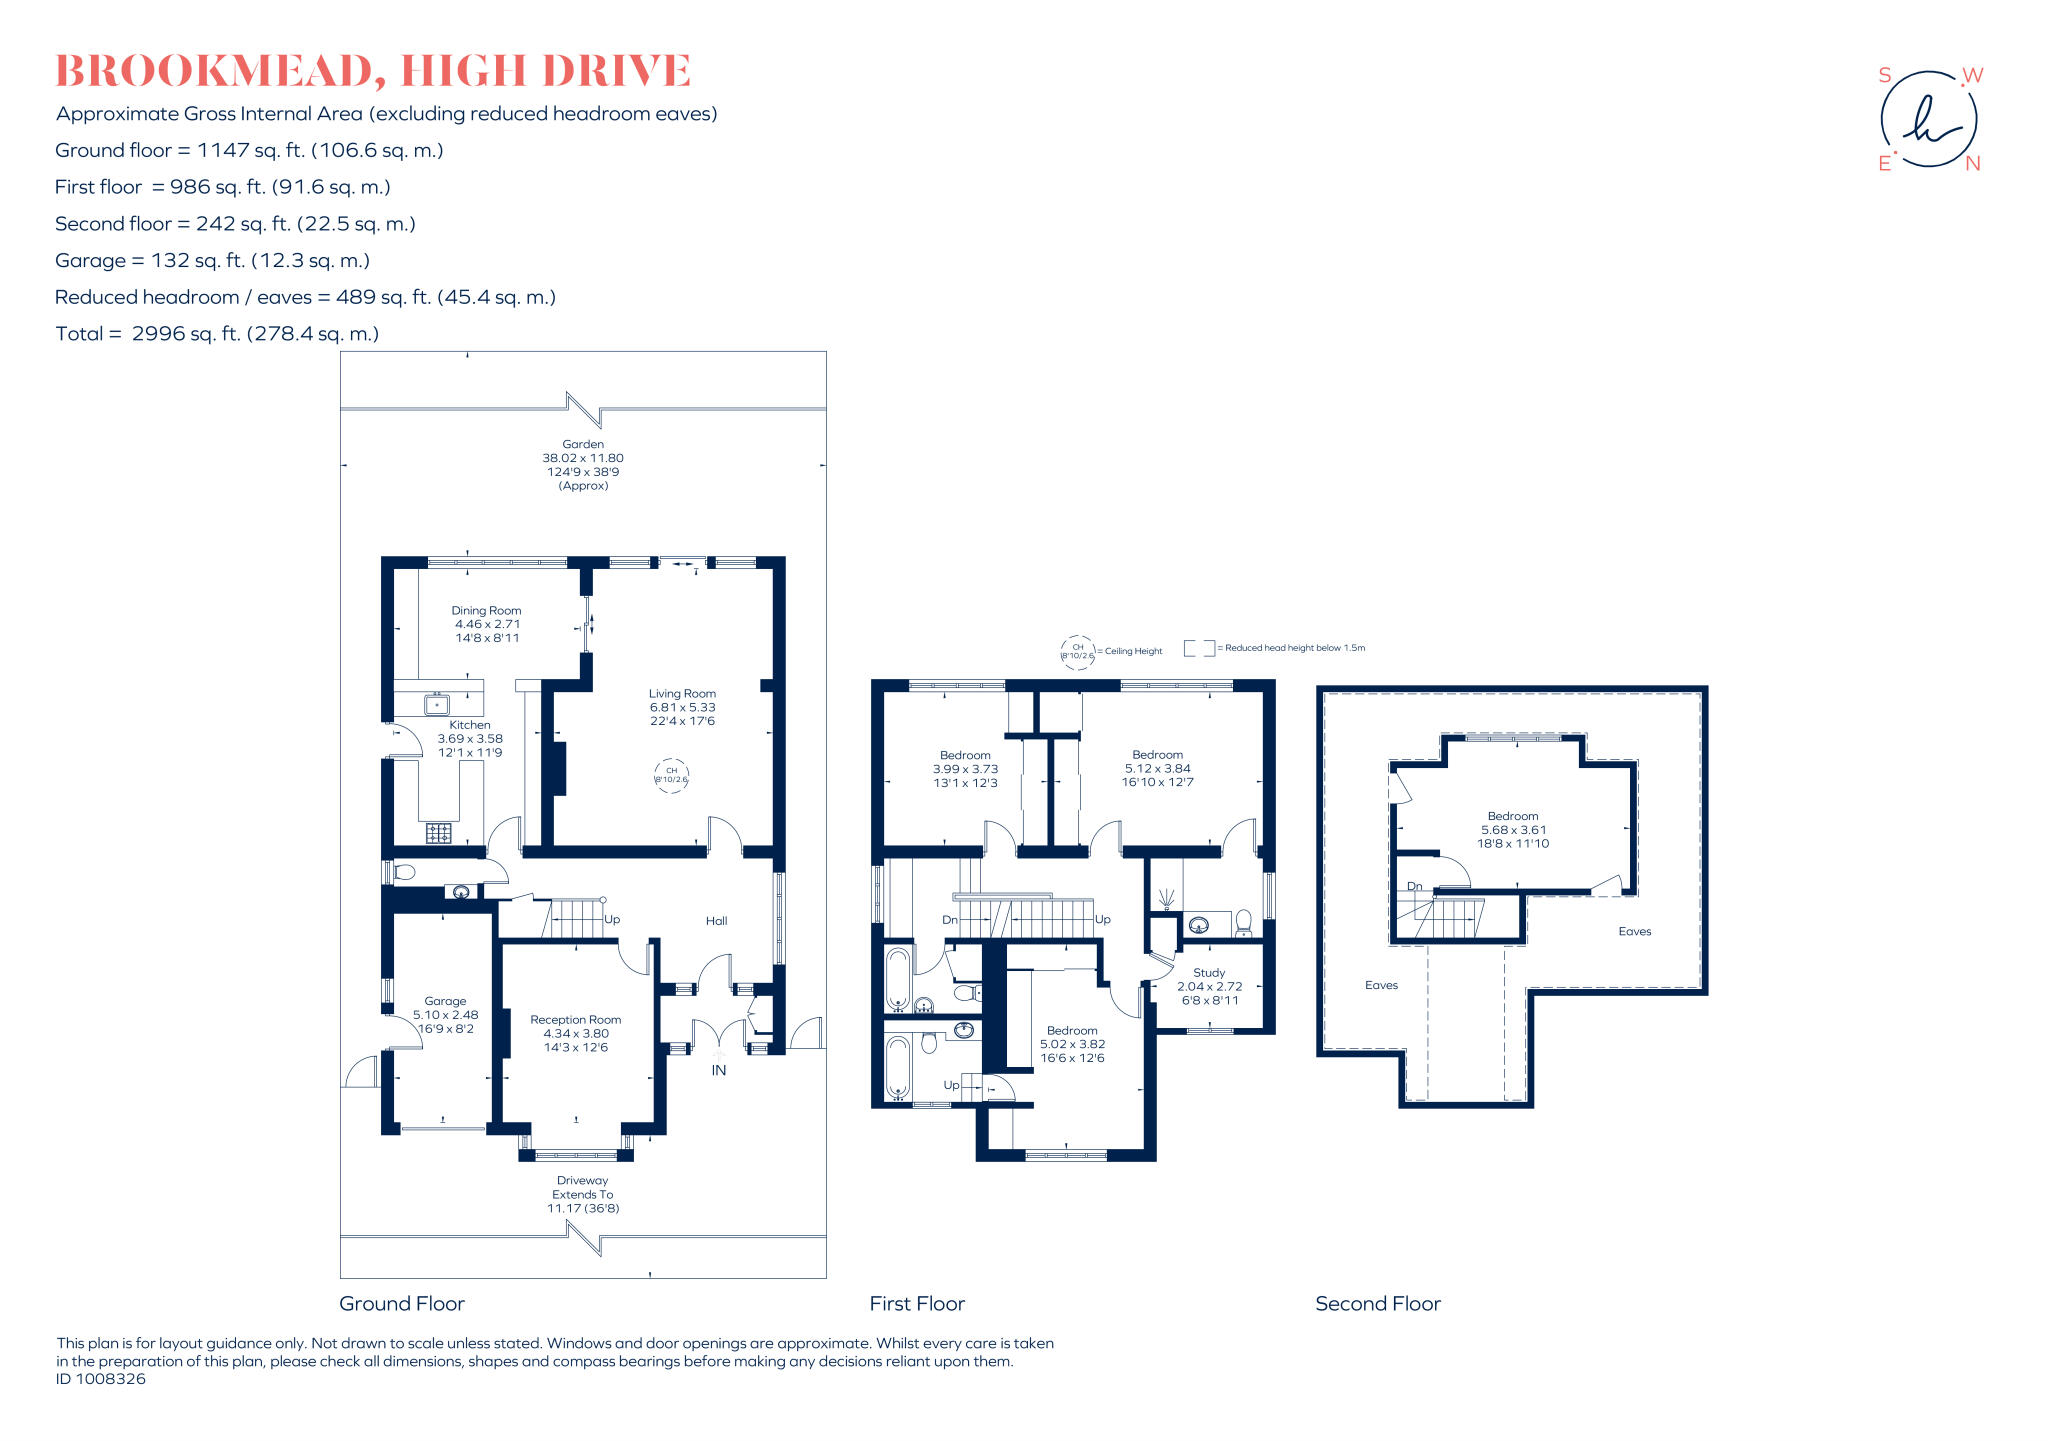 BROOKMEAD, HIGH DRIVE
Approximate Gross Internal Area (excluding reduced headroom eaves)
Ground floor = 1147 sq. ft. (106.6 sq. m.)
First floor = 986 sq. ft. (91.6 sq. m.)
Second floor = 242 sq. ft. (22.5 sq. m.)
Garage = 132 sq. ft. (12.3 sq. m.)
Reduced headroom / eaves = 489 sq. ft. (45.4 sq. m.)
Total = 2996 sq. ft. (278.4 sq. m.)
S W
E N
Garden
38.02 x 11.80
124'9 x 38'9
(Approx)
Dining Room
4.46 x 2.71
14'8 x 8'11
Living Room
6.81 x 5.33
22'4 x 17'6
CH
8'10/2.6
Kitchen
3.69 x 3.58
12'1 x 11'9
Up
Hall
Garage
5.10 x 2.48
16'9 x 8'2
Reception Room
4.34 x 3.80
14'3 x 12'6
IN
Driveway
Extends To
11.17 (36'8)
Ground Floor
CH
8'10/2.6
= Ceiling Height
= Reduced head height below 1.5m
Bedroom
3.99 x 3.73
13'1 x 12'3
Bedroom
5.12 x 3.84
16'10 x 12'7
Dn
Up
Study
2.04 x 2.72
6'8 x 8'11
Bedroom
5.02 x 3.82
16'6 x 12'6
Up
First Floor
Bedroom
5.68 x 3.61
18'8 x 11'10
Dn
Eaves
Eaves
Second Floor
This plan is for layout guidance only. Not drawn to scale unless stated. Windows and door openings are approximate. Whilst every care is taken
in the preparation of this plan, please check all dimensions, shapes and compass bearings before making any decisions reliant upon them.
ID 1008326